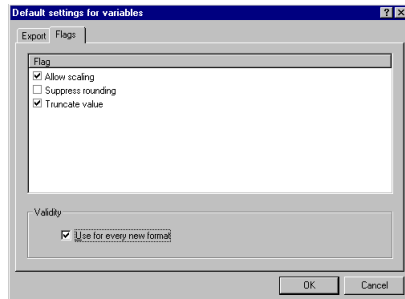 Default settings for variables
Export Flags
Flag
Allow scaling
Suppress rounding
Truncate value
Validity
Use for every new format
OK Cancel